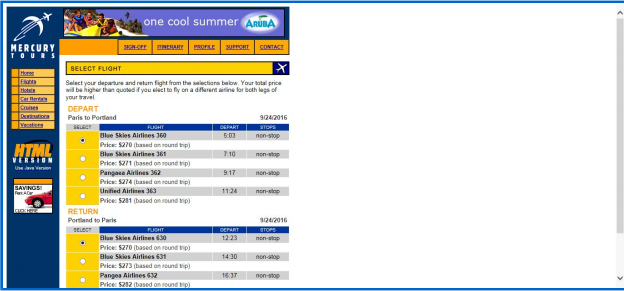 one cool summer ARUBA
MERCURY
TOURS
SIGN-OFF ITINERARY PROFILE SUPPORT CONTACT
SELECT FLIGHT
Home
Flights
Hotels
Car Rentals
Cruises
Destinations
Vacations
HTML
VERSION
Use Java Version
SAVINGS!
Rent A Car
CLICK HERE
Select your departure and return flight from the selections below. Your total price
will be higher than quoted if you elect to fly on a different airline for both legs of
your travel.
DEPART
Paris to Portland 9/24/2016
SELECT FLIGHT DEPART STOPS
Blue Skies Airlines 360 5:03 non-stop
Price: $270 (based on round trip)
Blue Skies Airlines 361 7:10 non-stop
Price: $271 (based on round trip)
Pangaea Airlines 362 9:17 non-stop
Price: $274 (based on round trip)
Unified Airlines 363 11:24 non-stop
Price: $281 (based on round trip)
RETURN
Portland to Paris 9/24/2016
SELECT FLIGHT DEPART STOPS
Blue Skies Airlines 630 12:23 non-stop
Price: $270 (based on round trip)
Blue Skies Airlines 631 14:30 non-stop
Price: $273 (based on round trip)
Pangea Airlines 632 16:37 non-stop
Price: $282 (based on round trip)